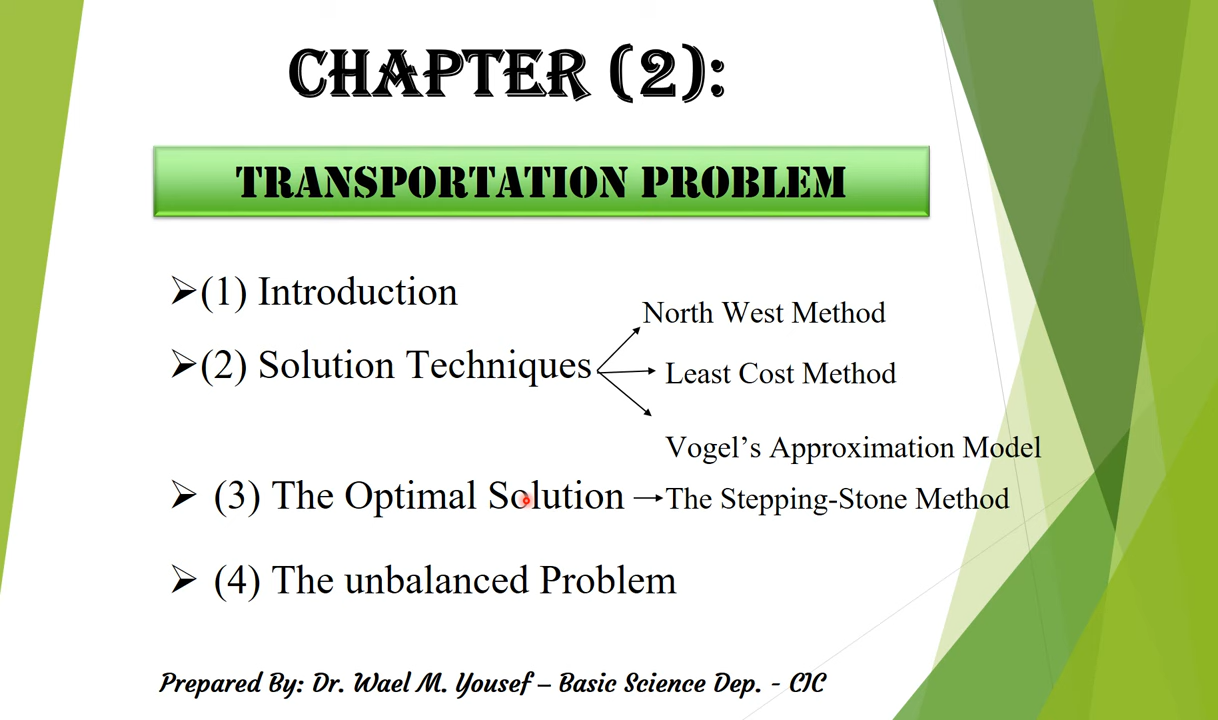 CHAPTER (2):
TRANSPORTATION PROBLEM
(1) Introduction
North West Method
(2) Solution Techniques
Least Cost Method
Vogel’s Approximation Model
(3) The Optimal Solution
The Stepping-Stone Method
(4) The unbalanced Problem
Prepared By: Dr. Wael M. Yousef – Basic Science Dep. - CIC